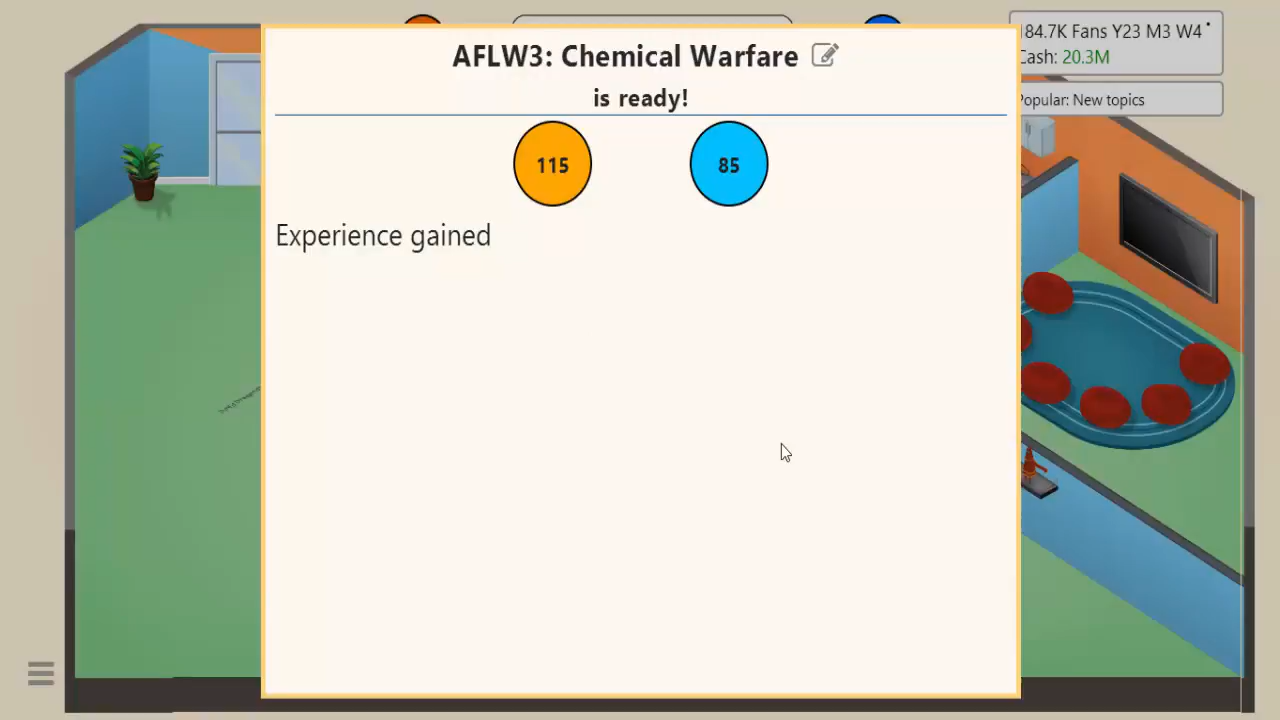 AFLW3: Chemical Warfare
is ready!
184.7K Fans Y23 M3 W4
Cash: 20.3M
Popular: New topics
115
85
Experience gained